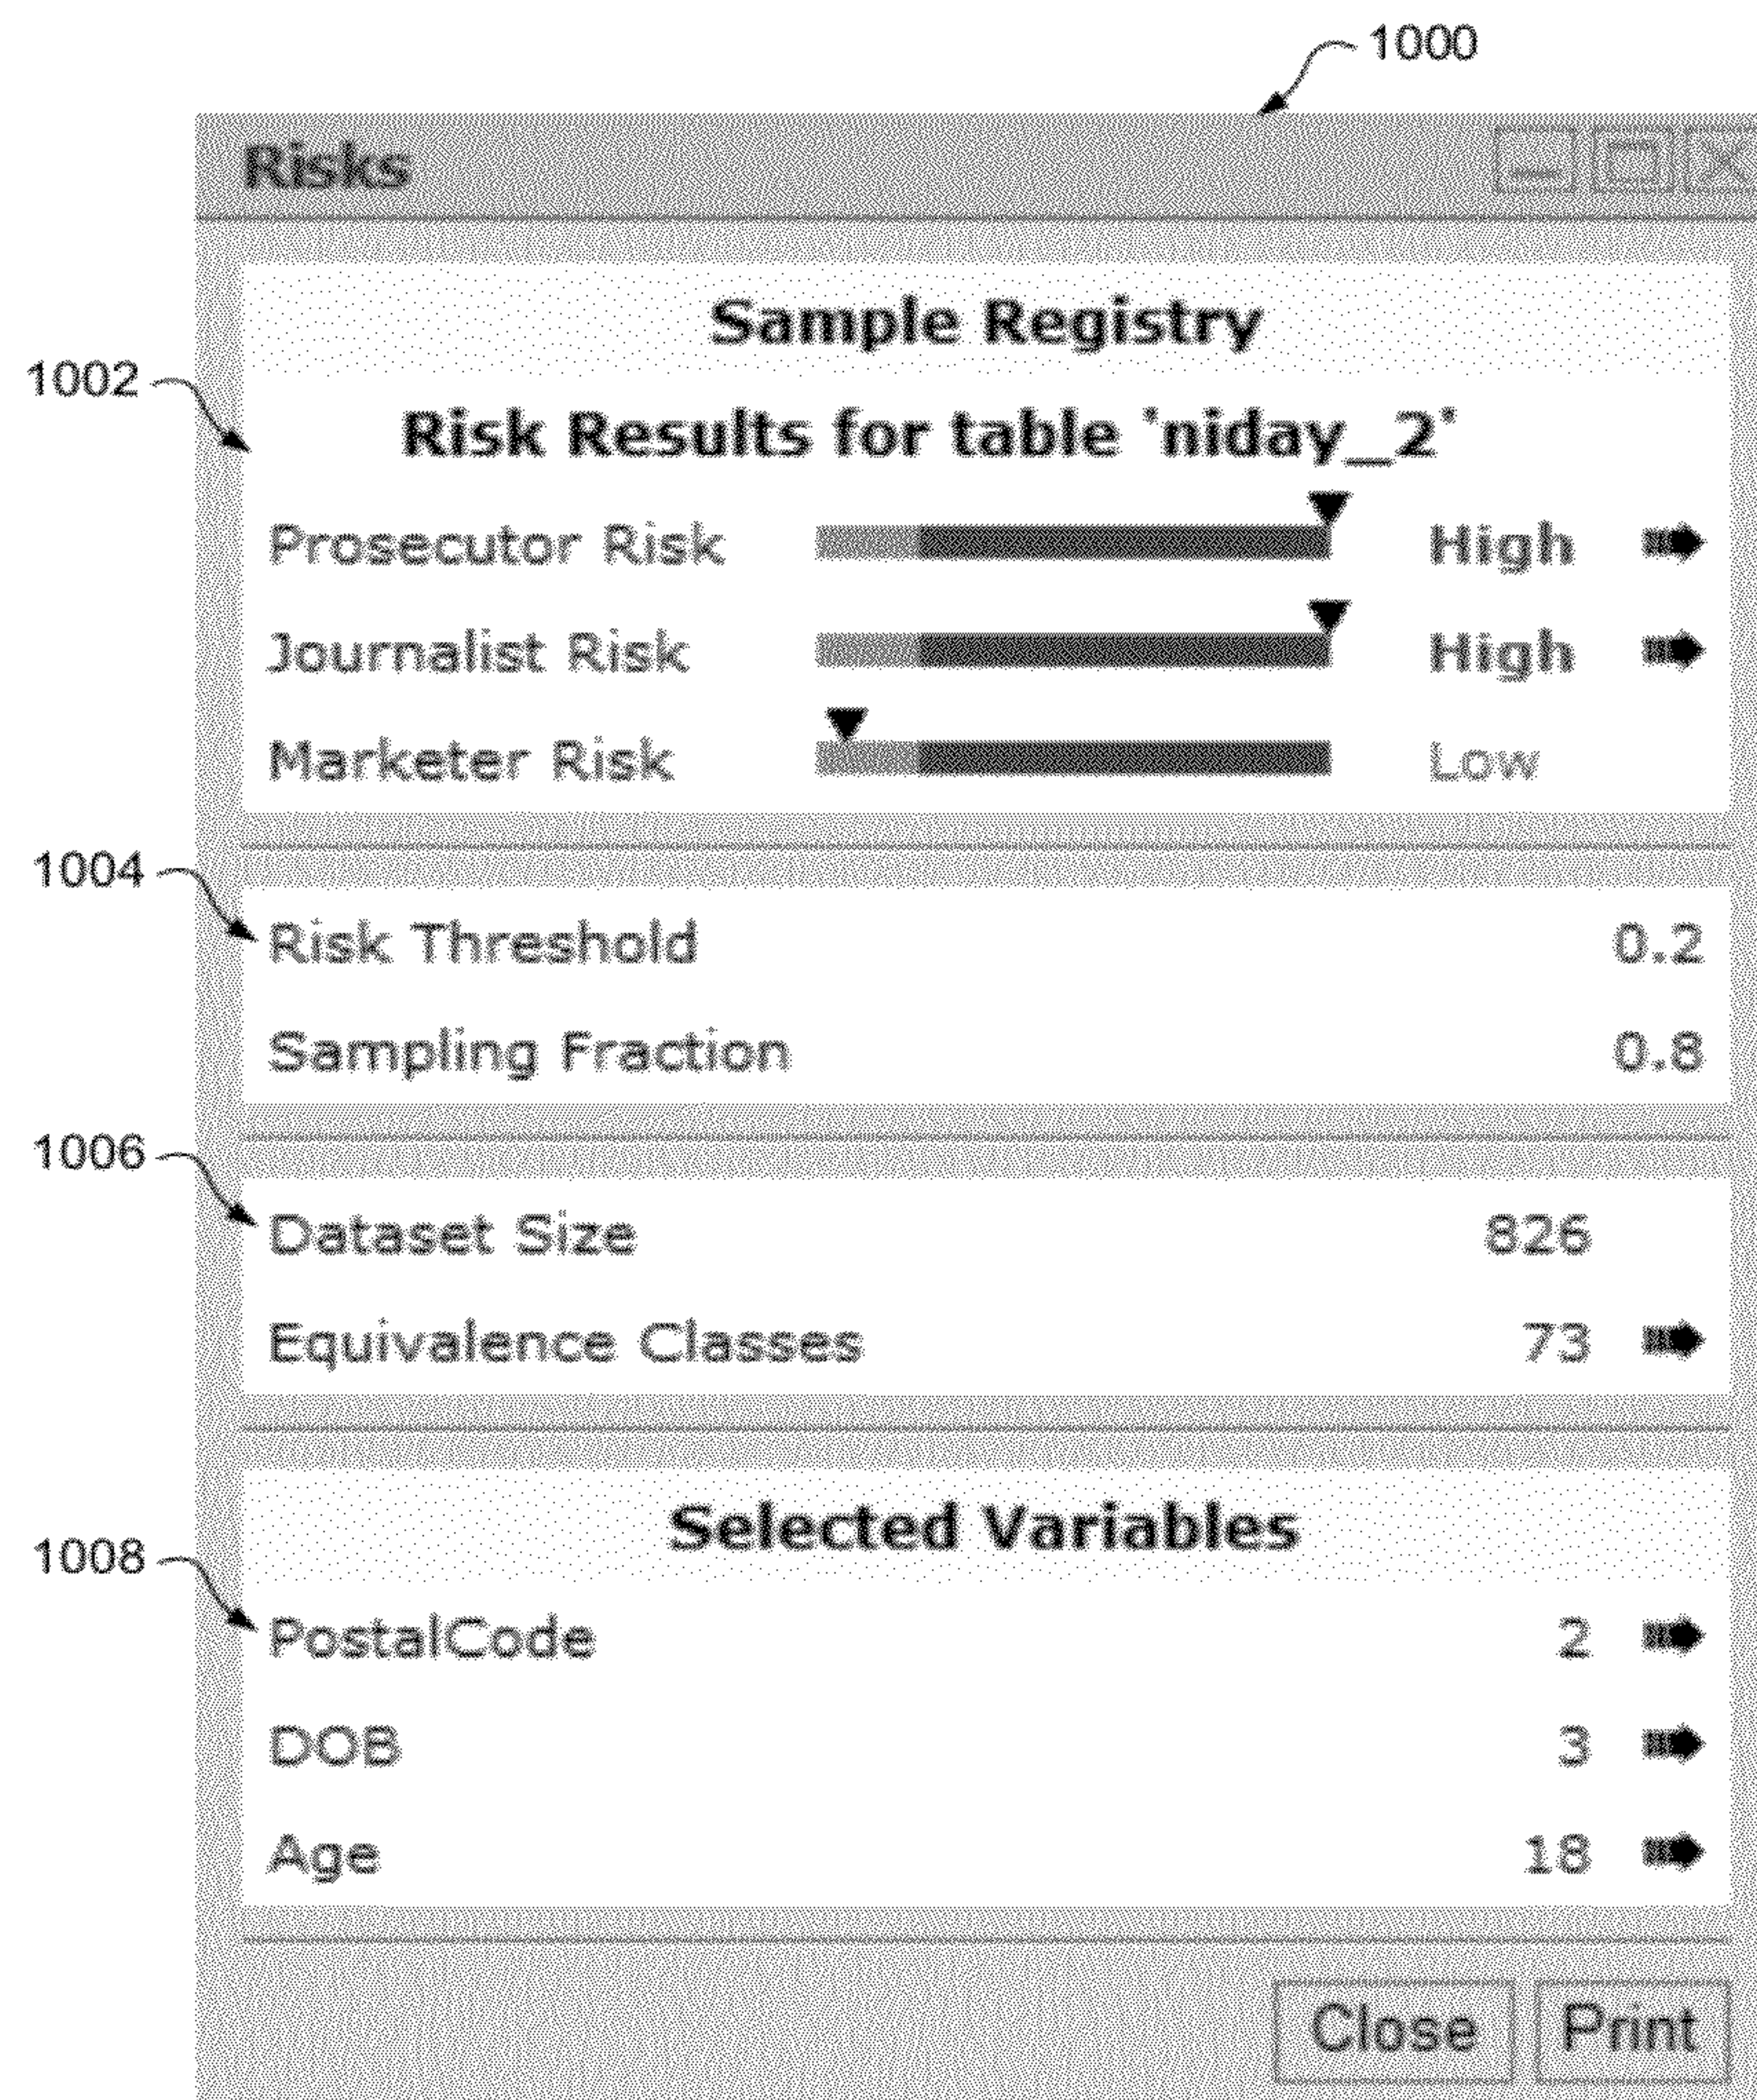 1000
Risks
Sample Registry
1002
Risk Results for table 'niday_2'
Prosecutor Risk High
Journalist Risk High
Marketer Risk Low
1004
Risk Threshold 0.2
Sampling Fraction 0.8
1006
Dataset Size 826
Equivalence Classes 73
Selected Variables
1008
PostalCode 2
DOB 3
Age 18
Close Print